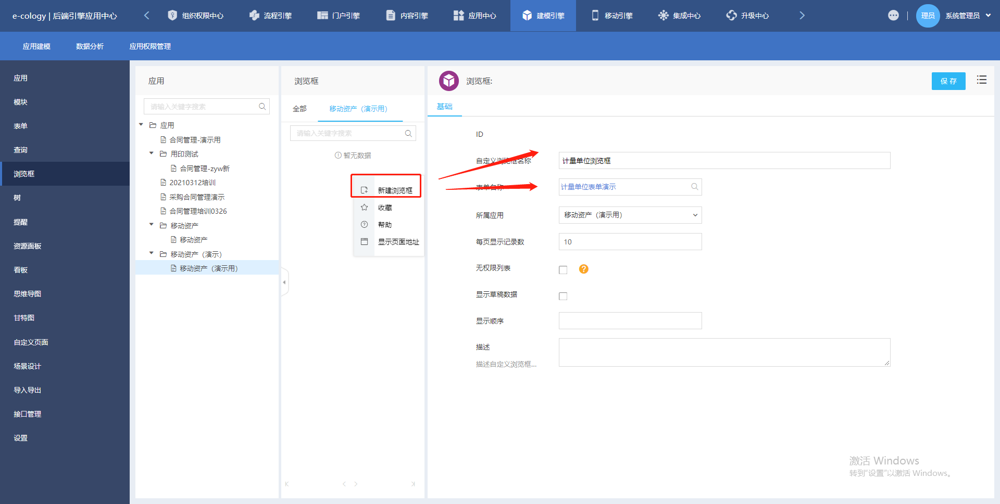 e-cology | 后端引擎应用中心
组织权限中心
流程引擎
门户引擎
内容引擎
应用中心
建模引擎
移动引擎
集成中心
升级中心
理员
系统管理员
应用建模
数据分析
应用权限管理
应用
模块
表单
查询
浏览框
树
提醒
资源面板
看板
思维导图
甘特图
自定义页面
场景设计
导入导出
接口管理
设置
应用
请输入关键字搜索
应用
合同管理-演示用
用印测试
合同管理-zyw新
20210312培训
采购合同管理演示
合同管理培训0326
移动资产
移动资产
移动资产（演示）
移动资产（演示用）
浏览框
全部
移动资产（演示用）
请输入关键字搜索
暂无数据
新建浏览框
收藏
帮助
显示页面地址
浏览框:
保 存
基础
ID
自定义浏览框名称
计量单位浏览框
表单名称
计量单位表单演示
所属应用
移动资产（演示用）
每页显示记录数
10
无权限列表
?
显示草稿数据
显示顺序
描述
描述自定义浏览框...
激活 Windows
转到"设置"以激活 Windows。